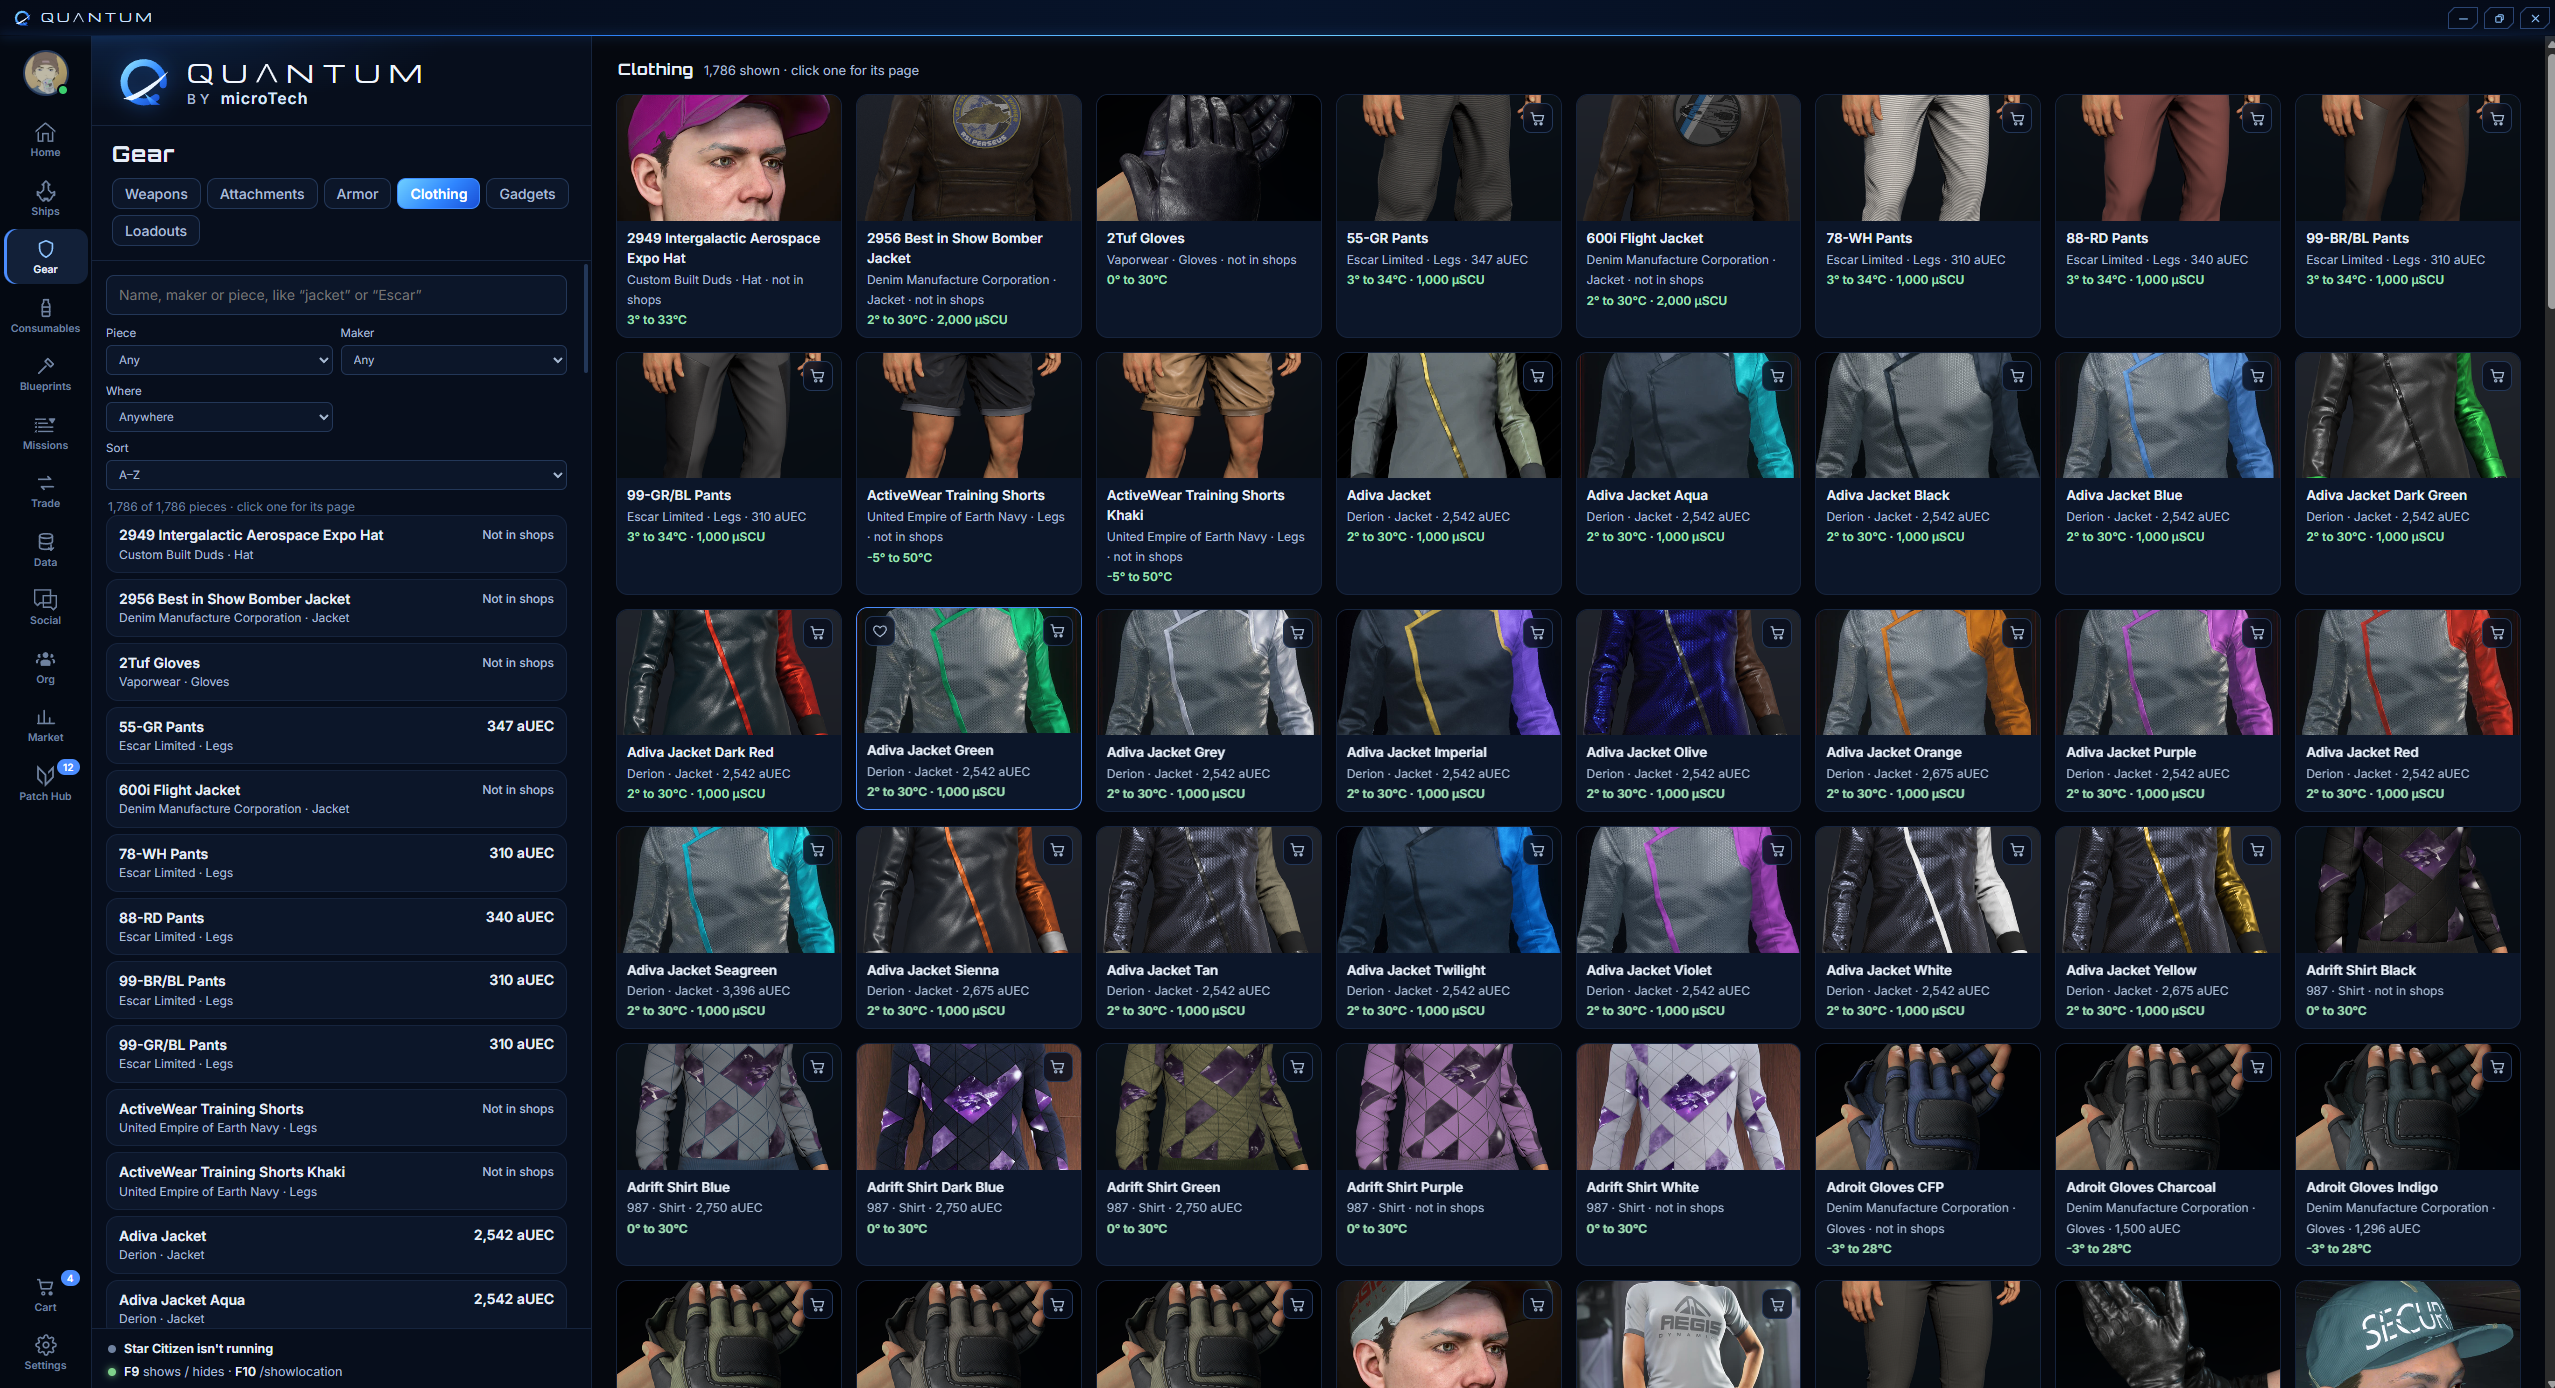 QUANTUM
QUANTUM
BY microTech
Home
Ships
Gear
Consumables
Blueprints
Missions
Trade
Data
Social
Org
Market
12
Patch Hub
4
Cart
Settings
Gear
Weapons
Attachments
Armor
Clothing
Gadgets
Loadouts
Name, maker or piece, like “jacket” or “Escar”
Piece
Maker
Any
Any
Where
Anywhere
Sort
A–Z
1,786 of 1,786 pieces · click one for its page
2949 Intergalactic Aerospace Expo Hat
Not in shops
Custom Built Duds · Hat
2956 Best in Show Bomber Jacket
Not in shops
Denim Manufacture Corporation · Jacket
2Tuf Gloves
Not in shops
Vaporwear · Gloves
55-GR Pants
347 aUEC
Escar Limited · Legs
600i Flight Jacket
Not in shops
Denim Manufacture Corporation · Jacket
78-WH Pants
310 aUEC
Escar Limited · Legs
88-RD Pants
340 aUEC
Escar Limited · Legs
99-BR/BL Pants
310 aUEC
Escar Limited · Legs
99-GR/BL Pants
310 aUEC
Escar Limited · Legs
ActiveWear Training Shorts
Not in shops
United Empire of Earth Navy · Legs
ActiveWear Training Shorts Khaki
Not in shops
United Empire of Earth Navy · Legs
Adiva Jacket
2,542 aUEC
Derion · Jacket
Adiva Jacket Aqua
2,542 aUEC
Derion · Jacket
Star Citizen isn't running
F9 shows / hides · F10 /showlocation
Clothing 1,786 shown · click one for its page
2949 Intergalactic Aerospace
Expo Hat
Custom Built Duds · Hat · not in
shops
3° to 33°C
2956 Best in Show Bomber
Jacket
Denim Manufacture Corporation ·
Jacket · not in shops
2° to 30°C · 2,000 µSCU
2Tuf Gloves
Vaporwear · Gloves · not in shops
0° to 30°C
55-GR Pants
Escar Limited · Legs · 347 aUEC
3° to 34°C · 1,000 µSCU
600i Flight Jacket
Denim Manufacture Corporation ·
Jacket · not in shops
2° to 30°C · 2,000 µSCU
78-WH Pants
Escar Limited · Legs · 310 aUEC
3° to 34°C · 1,000 µSCU
88-RD Pants
Escar Limited · Legs · 340 aUEC
3° to 34°C · 1,000 µSCU
99-BR/BL Pants
Escar Limited · Legs · 310 aUEC
3° to 34°C · 1,000 µSCU
99-GR/BL Pants
Escar Limited · Legs · 310 aUEC
3° to 34°C · 1,000 µSCU
ActiveWear Training Shorts
United Empire of Earth Navy · Legs
· not in shops
-5° to 50°C
ActiveWear Training Shorts
Khaki
United Empire of Earth Navy · Legs
· not in shops
-5° to 50°C
Adiva Jacket
Derion · Jacket · 2,542 aUEC
2° to 30°C · 1,000 µSCU
Adiva Jacket Aqua
Derion · Jacket · 2,542 aUEC
2° to 30°C · 1,000 µSCU
Adiva Jacket Black
Derion · Jacket · 2,542 aUEC
2° to 30°C · 1,000 µSCU
Adiva Jacket Blue
Derion · Jacket · 2,542 aUEC
2° to 30°C · 1,000 µSCU
Adiva Jacket Dark Green
Derion · Jacket · 2,542 aUEC
2° to 30°C · 1,000 µSCU
Adiva Jacket Dark Red
Derion · Jacket · 2,542 aUEC
2° to 30°C · 1,000 µSCU
Adiva Jacket Green
Derion · Jacket · 2,542 aUEC
2° to 30°C · 1,000 µSCU
Adiva Jacket Grey
Derion · Jacket · 2,542 aUEC
2° to 30°C · 1,000 µSCU
Adiva Jacket Imperial
Derion · Jacket · 2,542 aUEC
2° to 30°C · 1,000 µSCU
Adiva Jacket Olive
Derion · Jacket · 2,542 aUEC
2° to 30°C · 1,000 µSCU
Adiva Jacket Orange
Derion · Jacket · 2,675 aUEC
2° to 30°C · 1,000 µSCU
Adiva Jacket Purple
Derion · Jacket · 2,542 aUEC
2° to 30°C · 1,000 µSCU
Adiva Jacket Red
Derion · Jacket · 2,542 aUEC
2° to 30°C · 1,000 µSCU
Adiva Jacket Seagreen
Derion · Jacket · 3,396 aUEC
2° to 30°C · 1,000 µSCU
Adiva Jacket Sienna
Derion · Jacket · 2,675 aUEC
2° to 30°C · 1,000 µSCU
Adiva Jacket Tan
Derion · Jacket · 2,542 aUEC
2° to 30°C · 1,000 µSCU
Adiva Jacket Twilight
Derion · Jacket · 2,542 aUEC
2° to 30°C · 1,000 µSCU
Adiva Jacket Violet
Derion · Jacket · 2,542 aUEC
2° to 30°C · 1,000 µSCU
Adiva Jacket White
Derion · Jacket · 2,542 aUEC
2° to 30°C · 1,000 µSCU
Adiva Jacket Yellow
Derion · Jacket · 2,675 aUEC
2° to 30°C · 1,000 µSCU
Adrift Shirt Black
987 · Shirt · not in shops
0° to 30°C
Adrift Shirt Blue
987 · Shirt · 2,750 aUEC
0° to 30°C
Adrift Shirt Dark Blue
987 · Shirt · 2,750 aUEC
0° to 30°C
Adrift Shirt Green
987 · Shirt · 2,750 aUEC
0° to 30°C
Adrift Shirt Purple
987 · Shirt · not in shops
0° to 30°C
Adrift Shirt White
987 · Shirt · not in shops
0° to 30°C
Adroit Gloves CFP
Denim Manufacture Corporation ·
Gloves · not in shops
-3° to 28°C
Adroit Gloves Charcoal
Denim Manufacture Corporation ·
Gloves · 1,500 aUEC
-3° to 28°C
Adroit Gloves Indigo
Denim Manufacture Corporation ·
Gloves · 1,296 aUEC
-3° to 28°C
AEGIS
DYNAMICS
SECUR